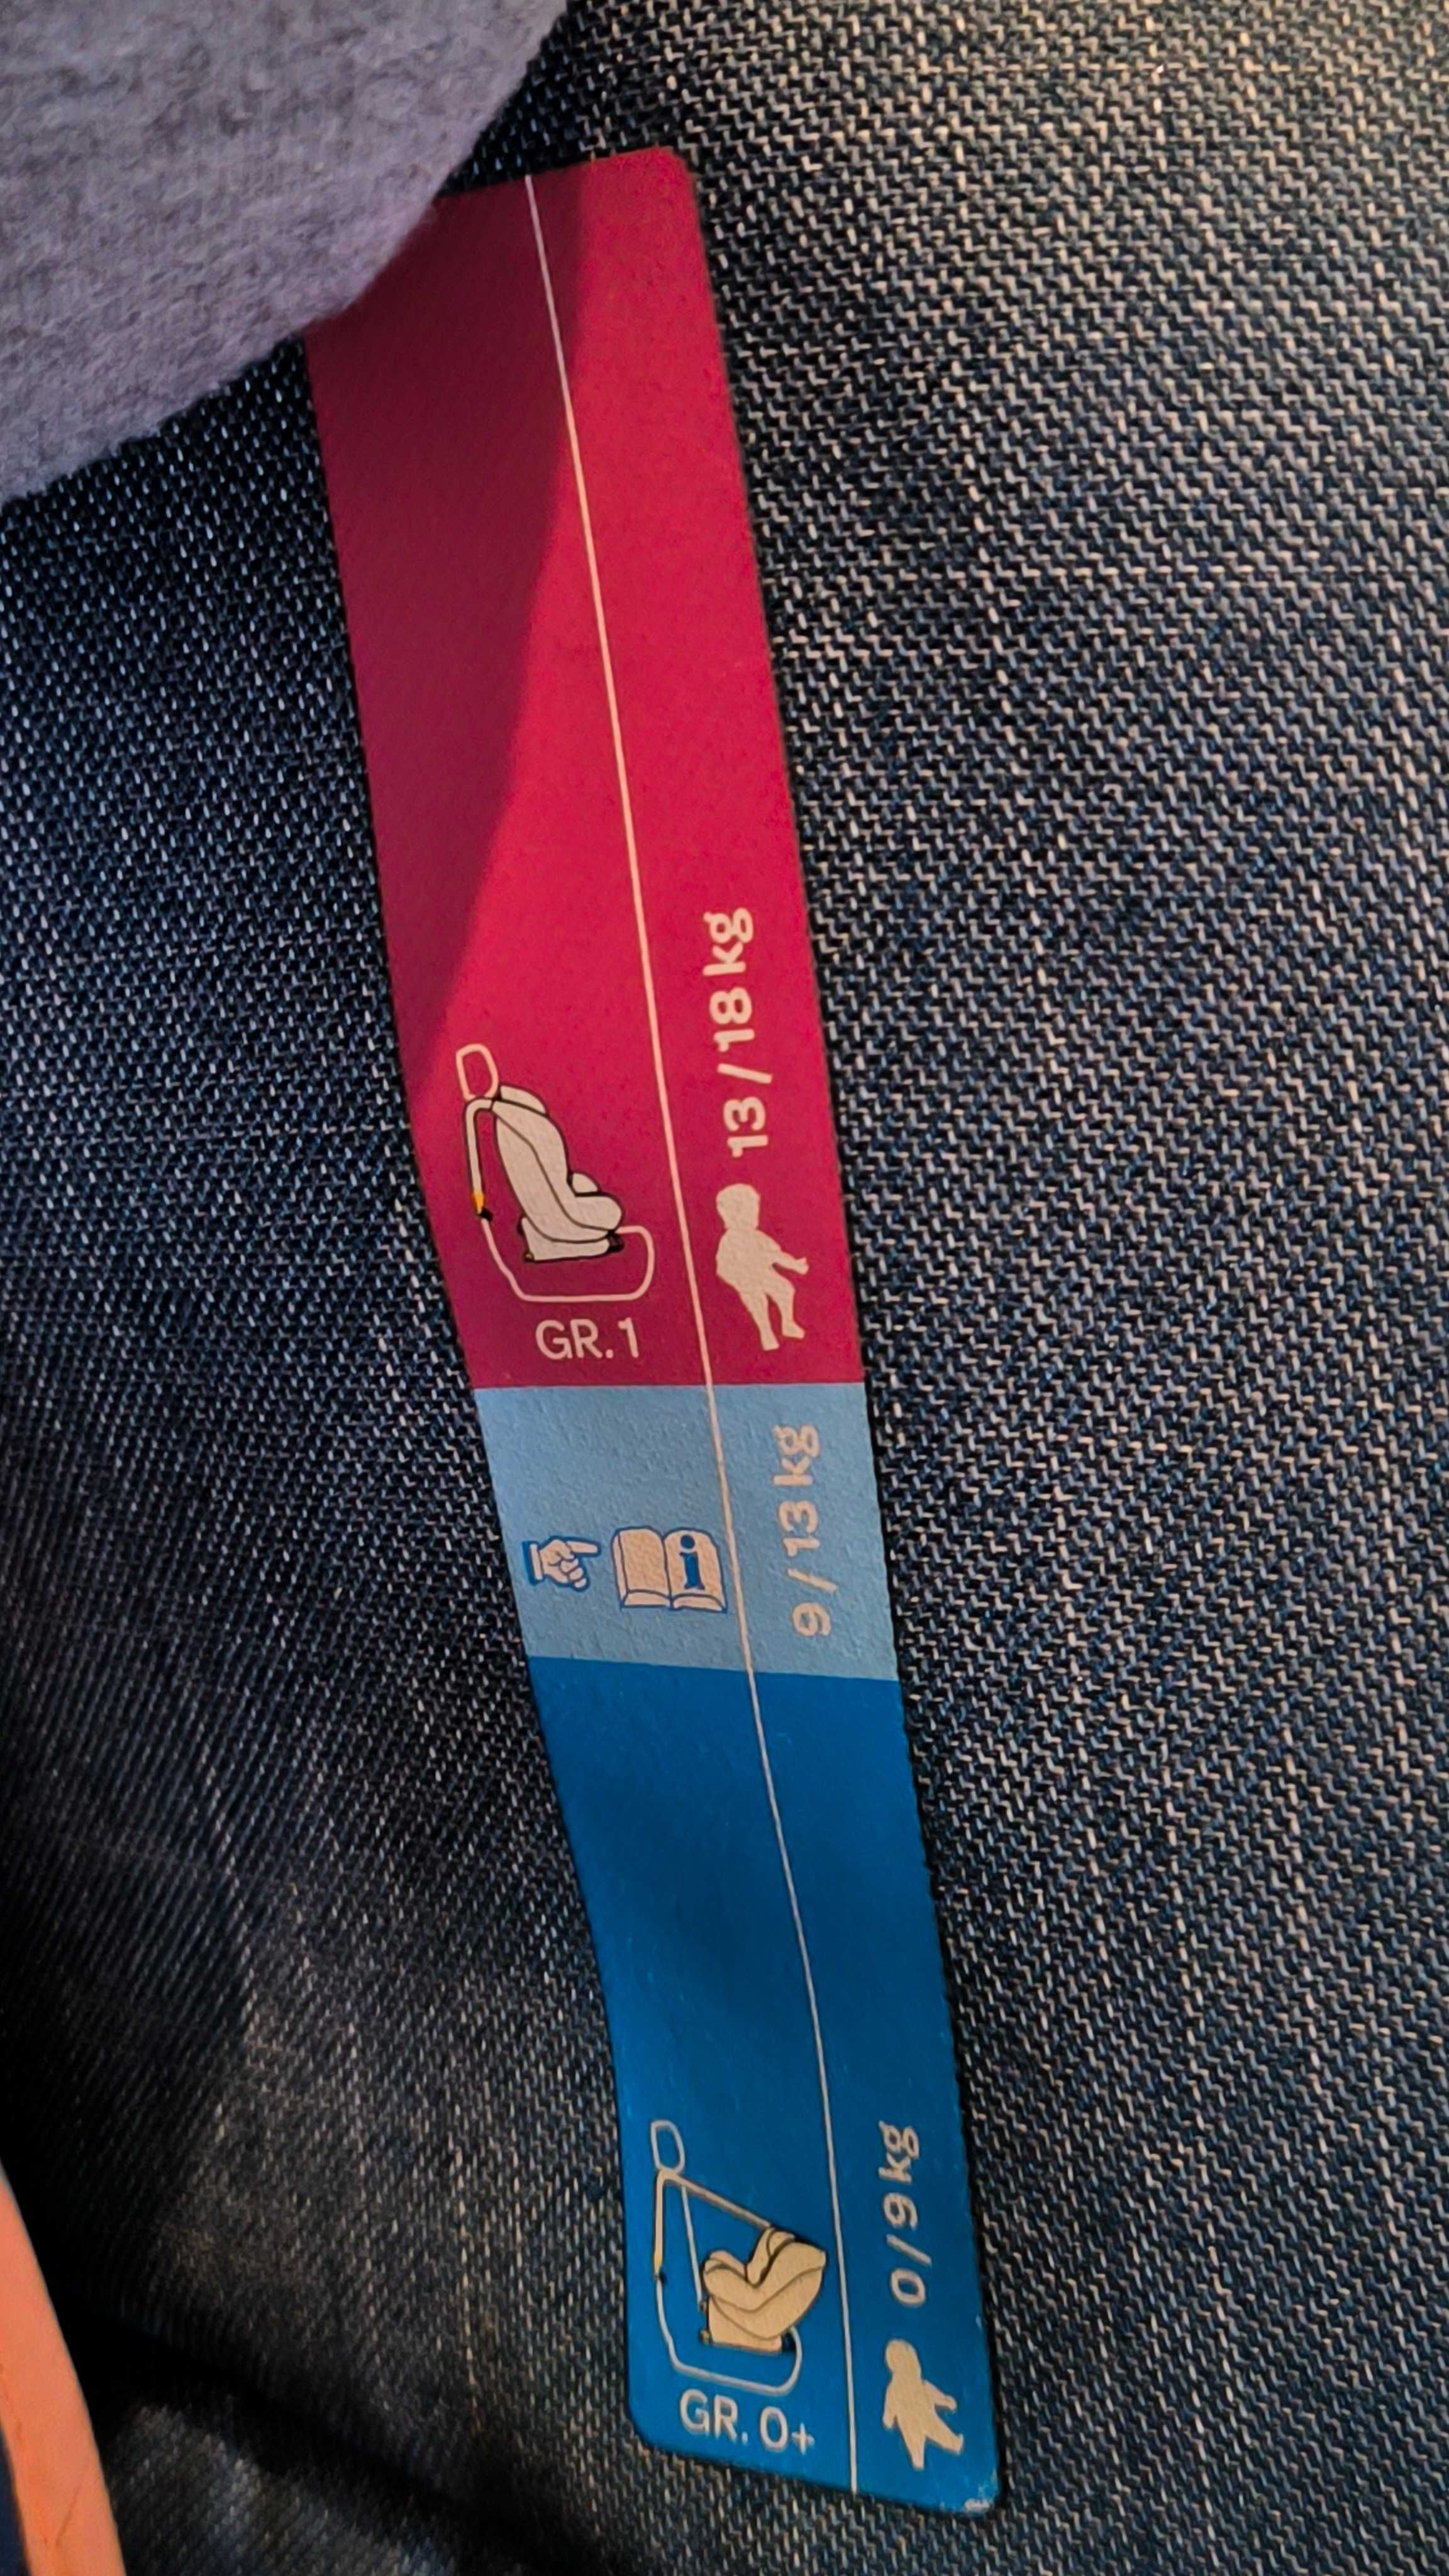 13/18 kg
GR. 1
9/13 kg
i
0/9 kg
GR. 0+